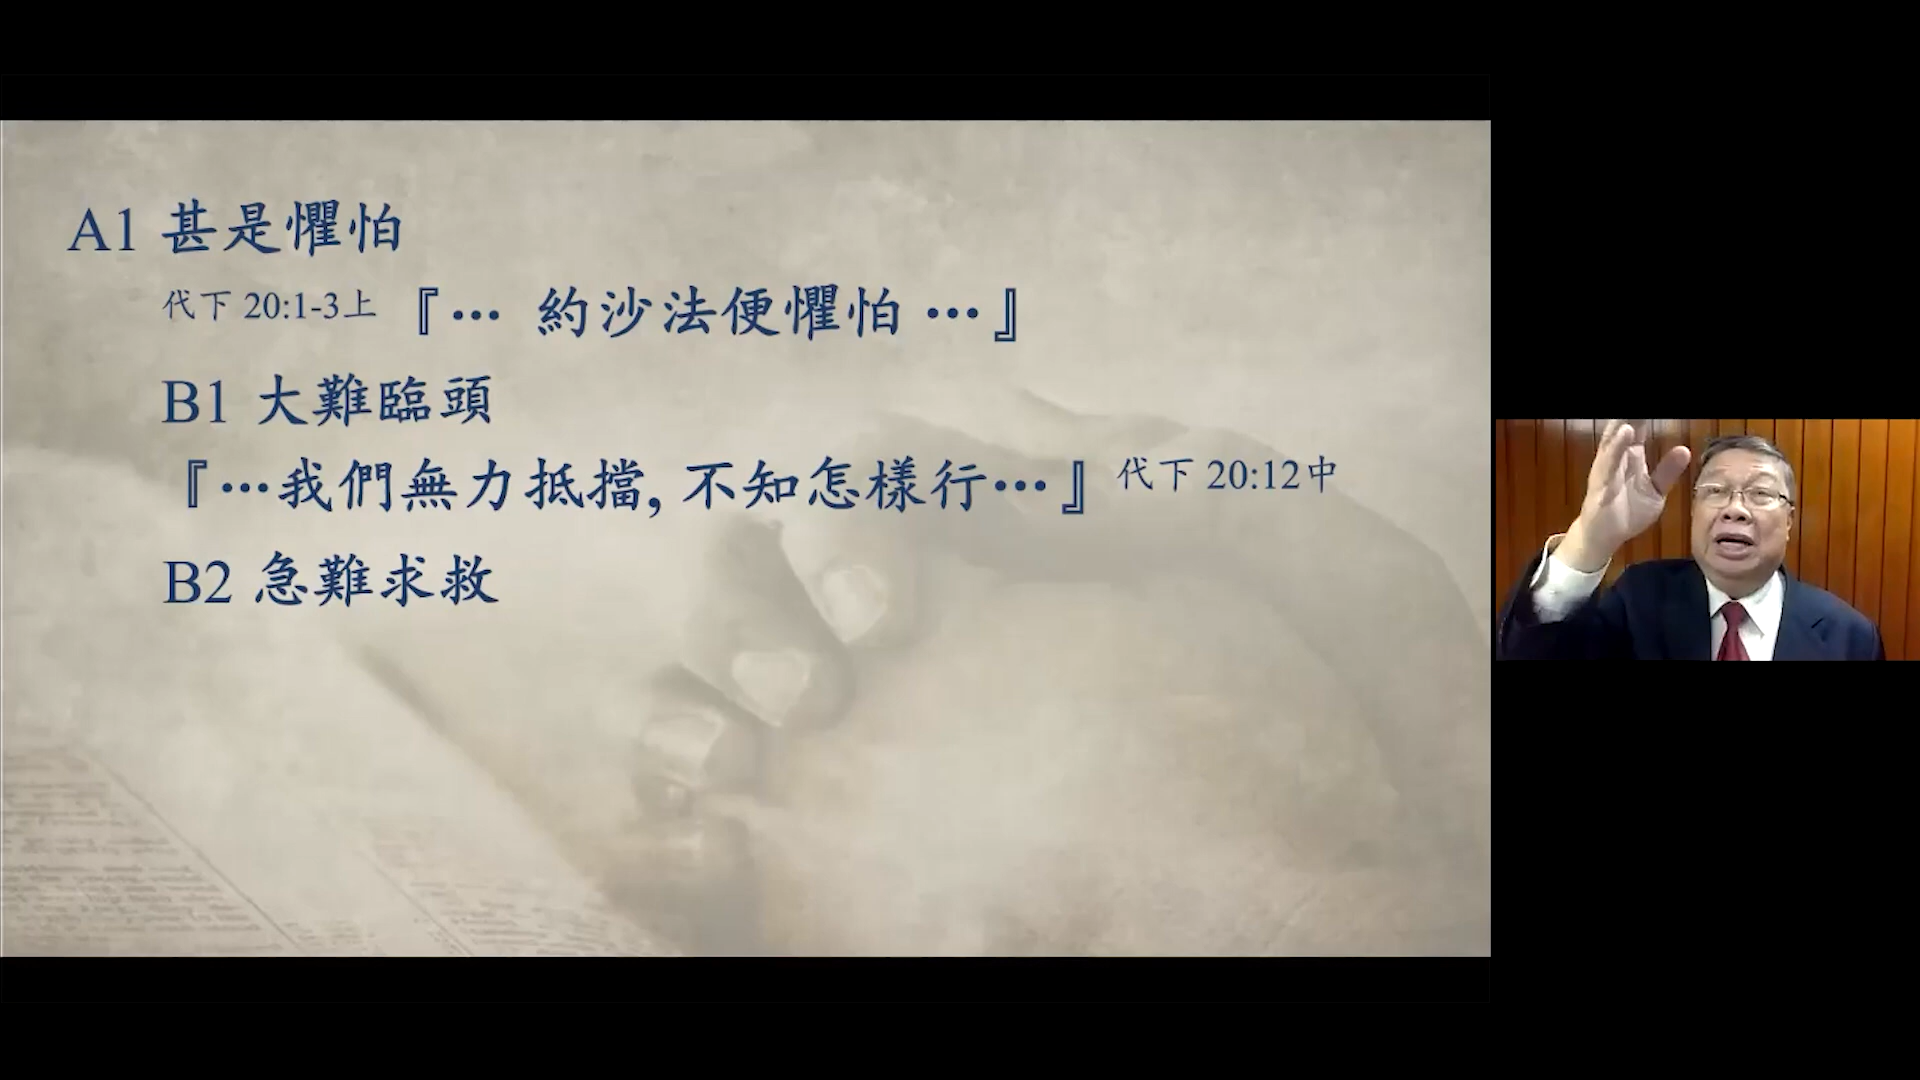 A1 甚是懼怕
代下 20:1-3上 『… 約沙法便懼怕 …』
B1 大難臨頭
『…我們無力抵擋, 不知怎樣行…』 代下 20:12中
B2 急難求救